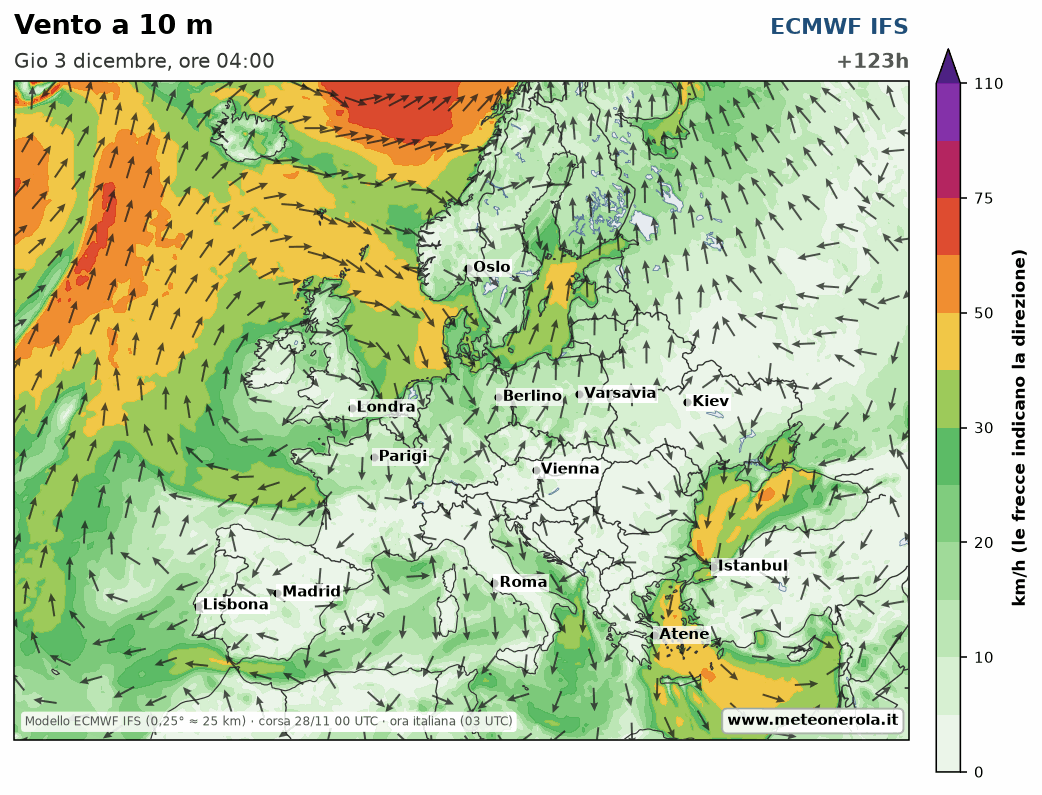 Vento a 10 m
ECMWF IFS
Gio 3 dicembre, ore 04:00
+123h
110
75
50
30
20
10
0
km/h (le frecce indicano la direzione)
Oslo
Berlino
Varsavia
Kiev
Londra
Parigi
Vienna
Istanbul
Roma
Madrid
Lisbona
Atene
Modello ECMWF IFS (0,25° ≈ 25 km) · corsa 28/11 00 UTC · ora italiana (03 UTC)
www.meteonerola.it